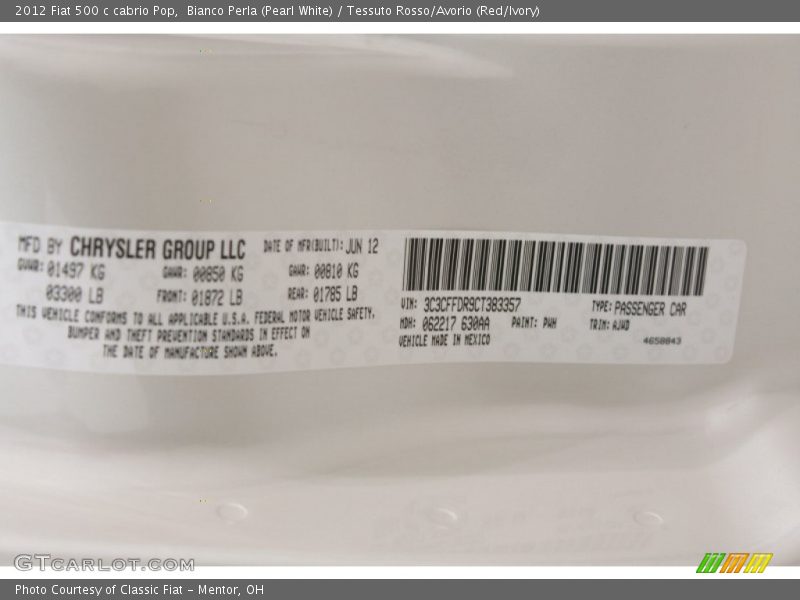 2012 Fiat 500 c cabrio Pop,  Bianco Perla (Pearl White) / Tessuto Rosso/Avorio (Red/Ivory)
MFD BY CHRYSLER GROUP LLC
DATE OF MFR(BUILT): JUN 12
GVWR: 01497 KG
GAWR: 00850 KG
GAWR: 00810 KG
03300 LB
FRONT: 01872 LB
REAR: 01785 LB
THIS VEHICLE CONFORMS TO ALL APPLICABLE U.S.A. FEDERAL MOTOR VEHICLE SAFETY,
BUMPER AND THEFT PREVENTION STANDARDS IN EFFECT ON
THE DATE OF MANUFACTURE SHOWN ABOVE.
VIN: 3C3CFFDR9CT383357
TYPE: PASSENGER CAR
MDH: 062217 630AA
PAINT: PWH
TRIM: AJWD
VEHICLE MADE IN MEXICO
4658843
GTCARLOT.COM
Photo Courtesy of Classic Fiat - Mentor, OH